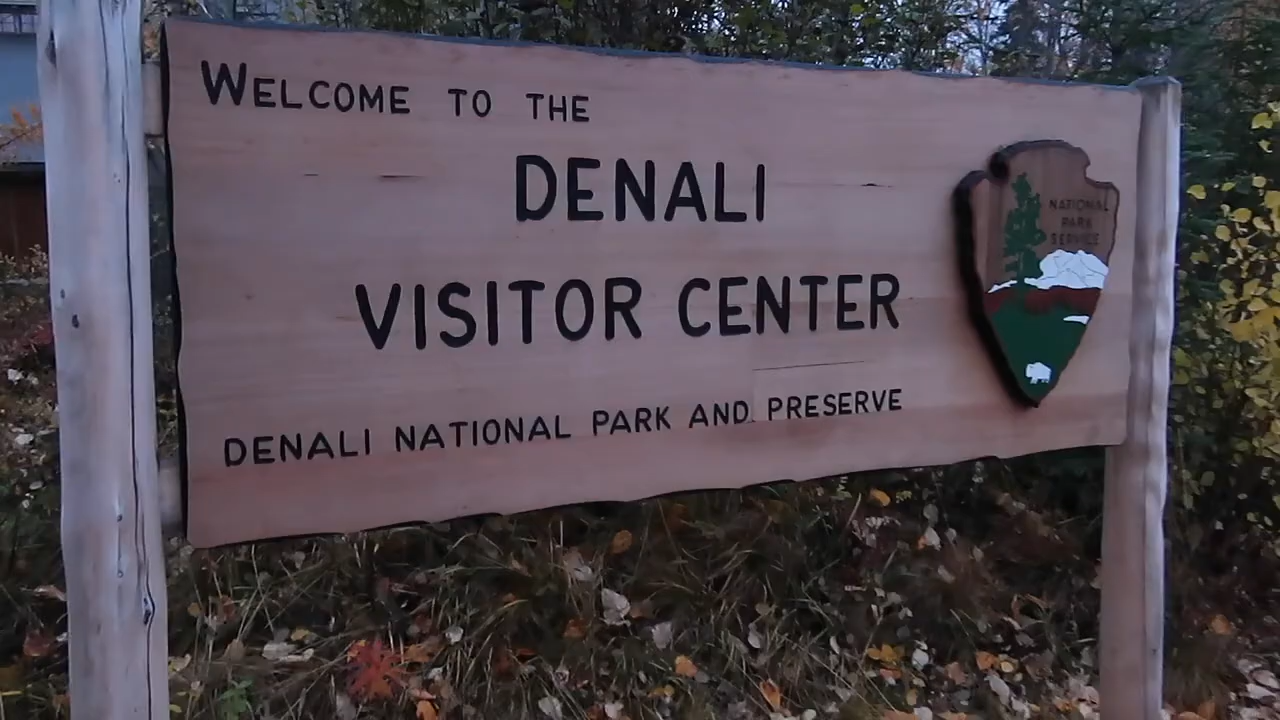 WELCOME TO THE
DENALI
VISITOR CENTER
DENALI NATIONAL PARK AND PRESERVE
NATIONAL
PARK
SERVICE